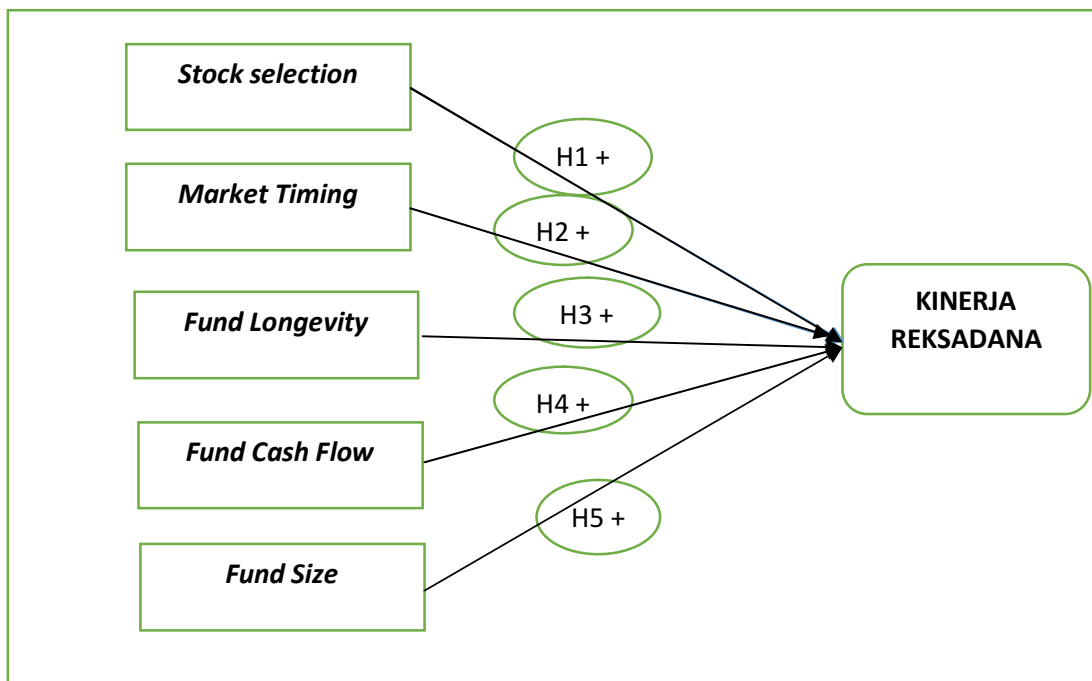 Stock selection
H1 +
Market Timing
H2 +
Fund Longevity
H3 +
KINERJA
REKSADANA
H4 +
Fund Cash Flow
H5 +
Fund Size